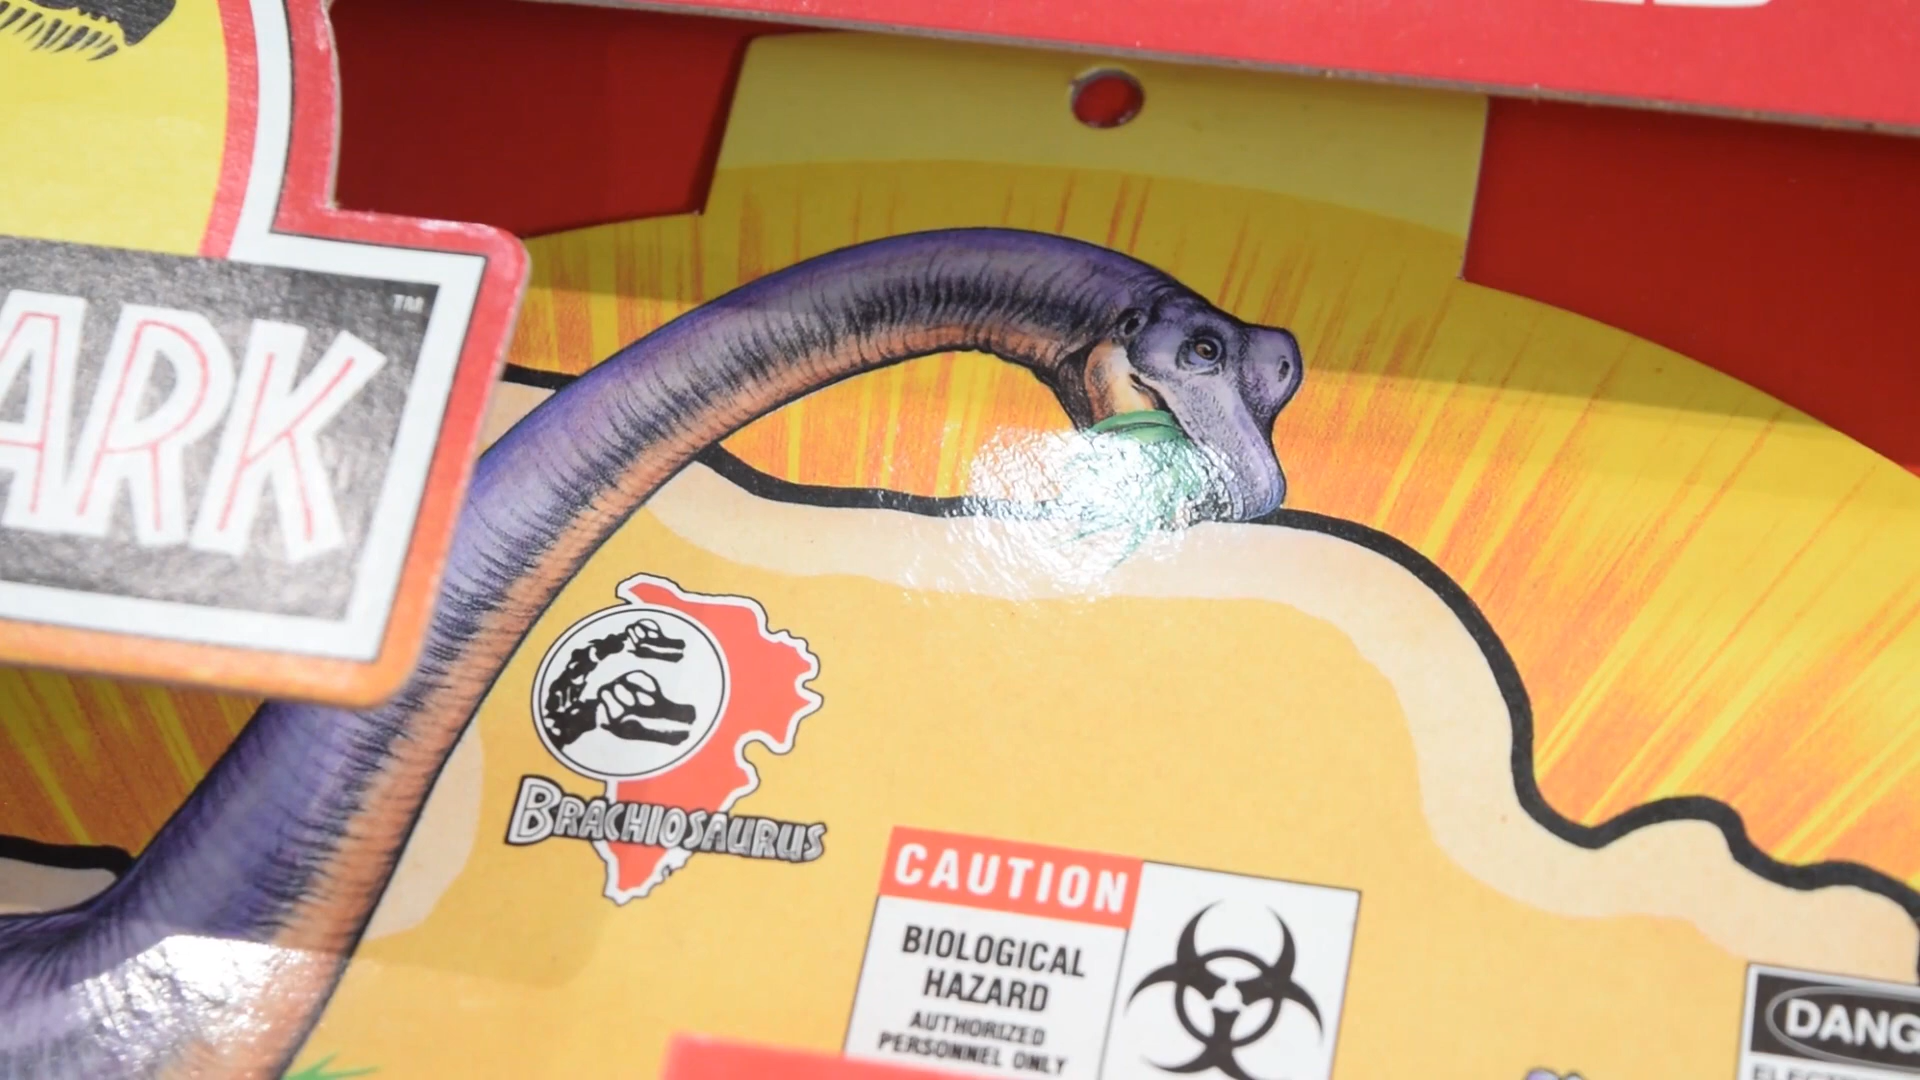 ARK
TM
BRACHIOSAURUS
CAUTION
BIOLOGICAL
HAZARD
AUTHORIZED
PERSONNEL ONLY
DANG